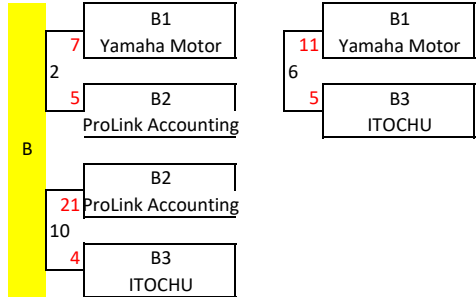 B
7
2
5
B1
Yamaha Motor
B2
ProLink Accounting
11
6
5
B1
Yamaha Motor
B3
ITOCHU
21
10
4
B2
ProLink Accounting
B3
ITOCHU